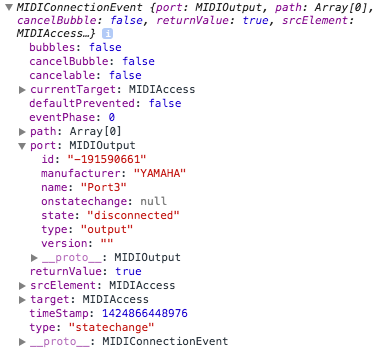 ▼ MIDIConnectionEvent {port: MIDIOutput, path: Array[0],
cancelBubble: false, returnValue: true, srcElement:
MIDIAccess…} i
bubbles: false
cancelBubble: false
cancelable: false
▶ currentTarget: MIDIAccess
defaultPrevented: false
eventPhase: 0
▶ path: Array[0]
▼ port: MIDIOutput
id: "-191590661"
manufacturer: "YAMAHA"
name: "Port3"
onstatechange: null
state: "disconnected"
type: "output"
version: ""
▶ __proto__: MIDIOutput
returnValue: true
▶ srcElement: MIDIAccess
▶ target: MIDIAccess
timeStamp: 1424866448976
type: "statechange"
▶ __proto__: MIDIConnectionEvent